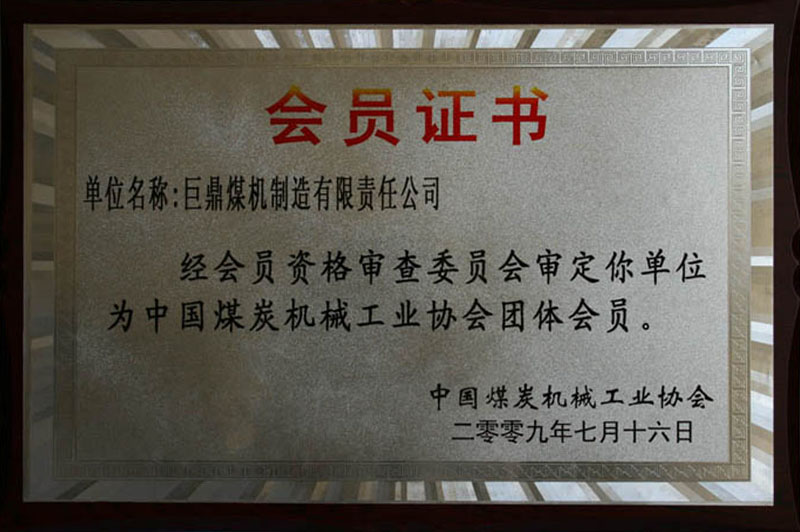 会员证书
单位名称:巨鼎煤机制造有限责任公司
经会员资格审查委员会审定你单位
为中国煤炭机械工业协会团体会员。
中国煤炭机械工业协会
二零零九年七月十六日